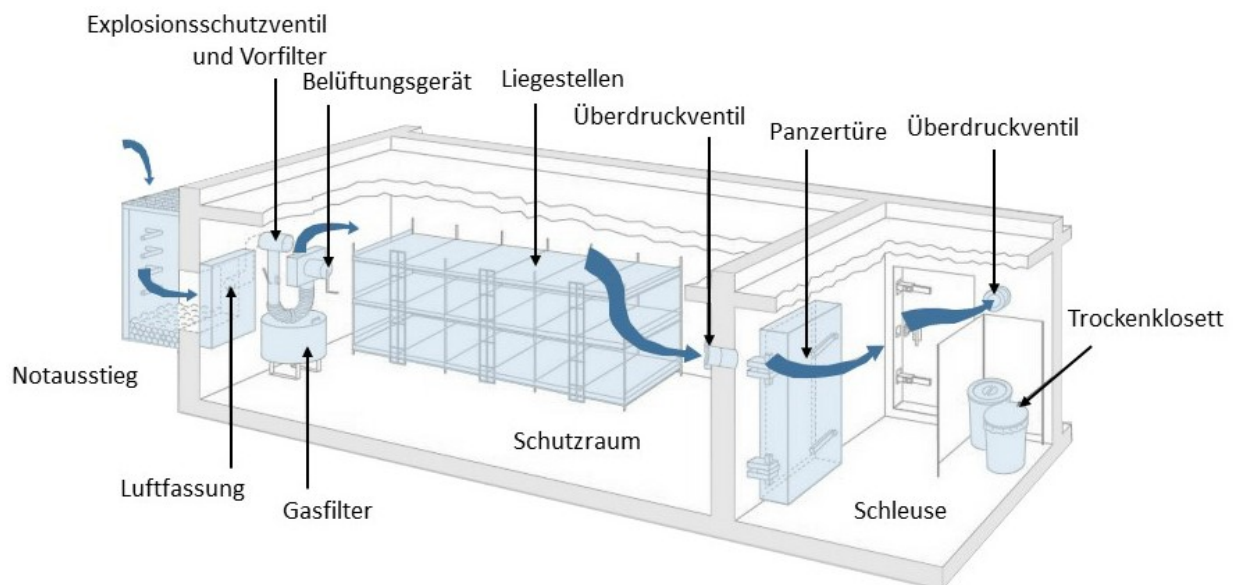 Explosionsschutzventil
und Vorfilter
Belüftungsgerät
Liegestellen
Überdruckventil
Panzertüre
Überdruckventil
Trockenklosett
Notausstieg
Schutzraum
Luftfassung
Gasfilter
Schleuse